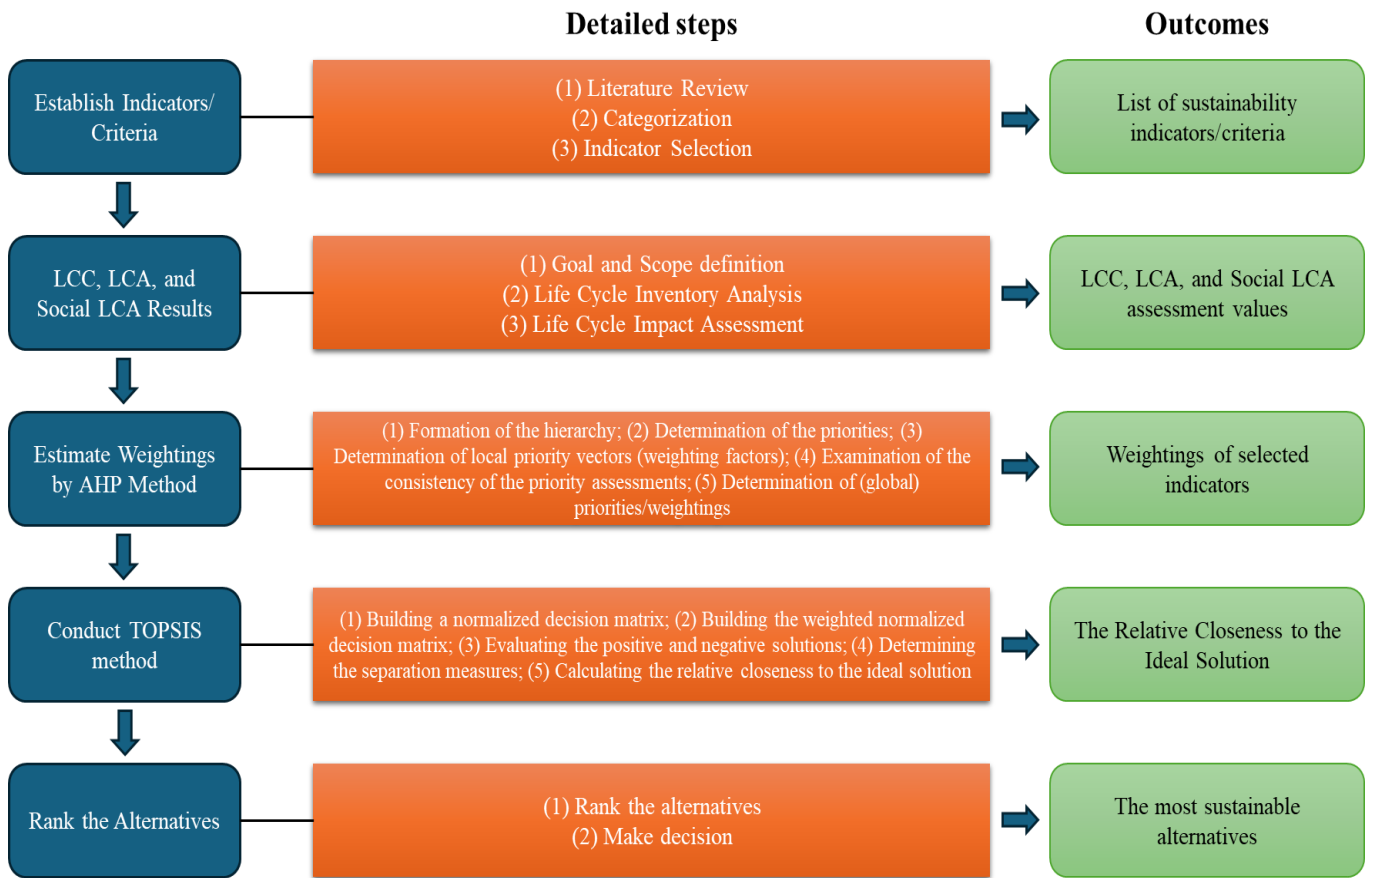 Detailed steps
Outcomes
Establish Indicators/
Criteria
(1) Literature Review
(2) Categorization
(3) Indicator Selection
List of sustainability
indicators/criteria
LCC, LCA, and
Social LCA Results
(1) Goal and Scope definition
(2) Life Cycle Inventory Analysis
(3) Life Cycle Impact Assessment
LCC, LCA, and Social LCA
assessment values
Estimate Weightings
by AHP Method
(1) Formation of the hierarchy; (2) Determination of the priorities; (3)
Determination of local priority vectors (weighting factors); (4) Examination of the
consistency of the priority assessments; (5) Determination of (global)
priorities/weightings
Weightings of selected
indicators
Conduct TOPSIS
method
(1) Building a normalized decision matrix; (2) Building the weighted normalized
decision matrix; (3) Evaluating the positive and negative solutions; (4) Determining
the separation measures; (5) Calculating the relative closeness to the ideal solution
The Relative Closeness to the
Ideal Solution
Rank the Alternatives
(1) Rank the alternatives
(2) Make decision
The most sustainable
alternatives